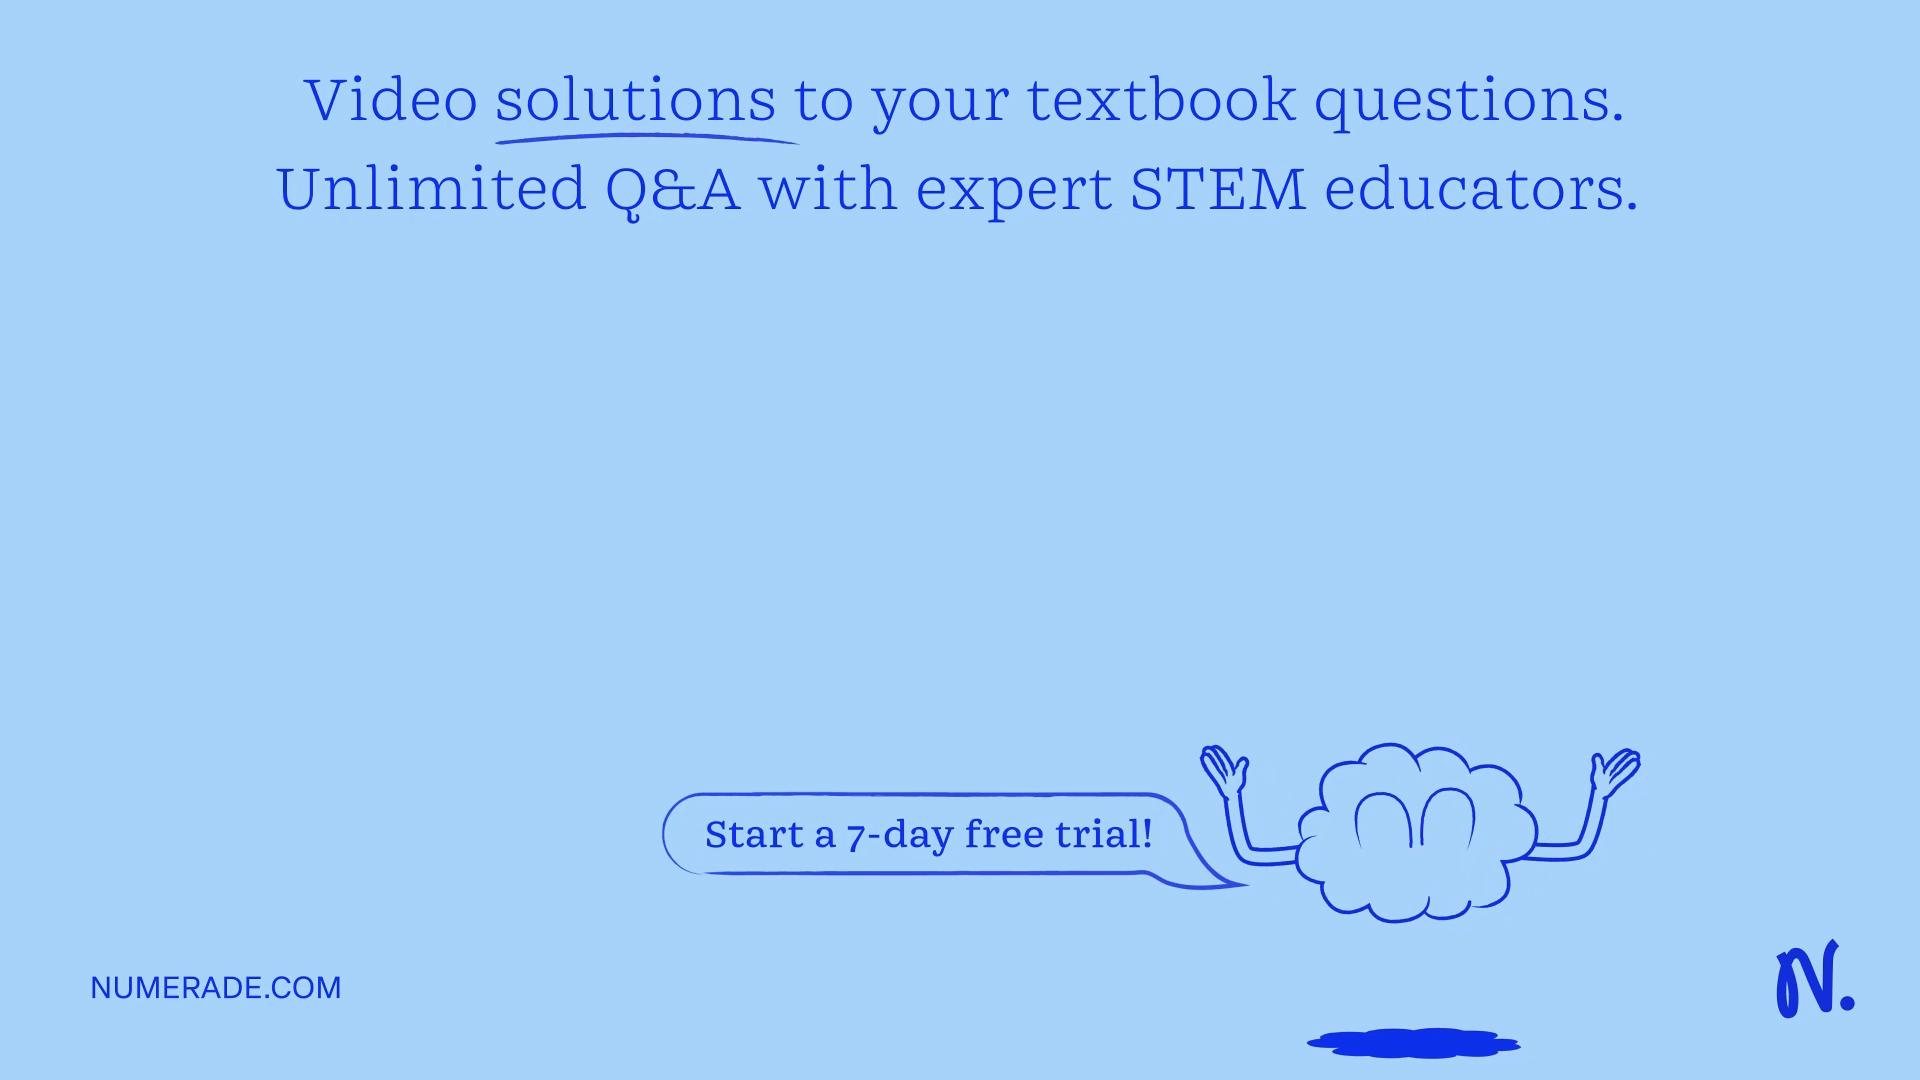 Video solutions to your textbook questions.
Unlimited Q&A with expert STEM educators.
Start a 7-day free trial!
NUMERADE.COM
N.